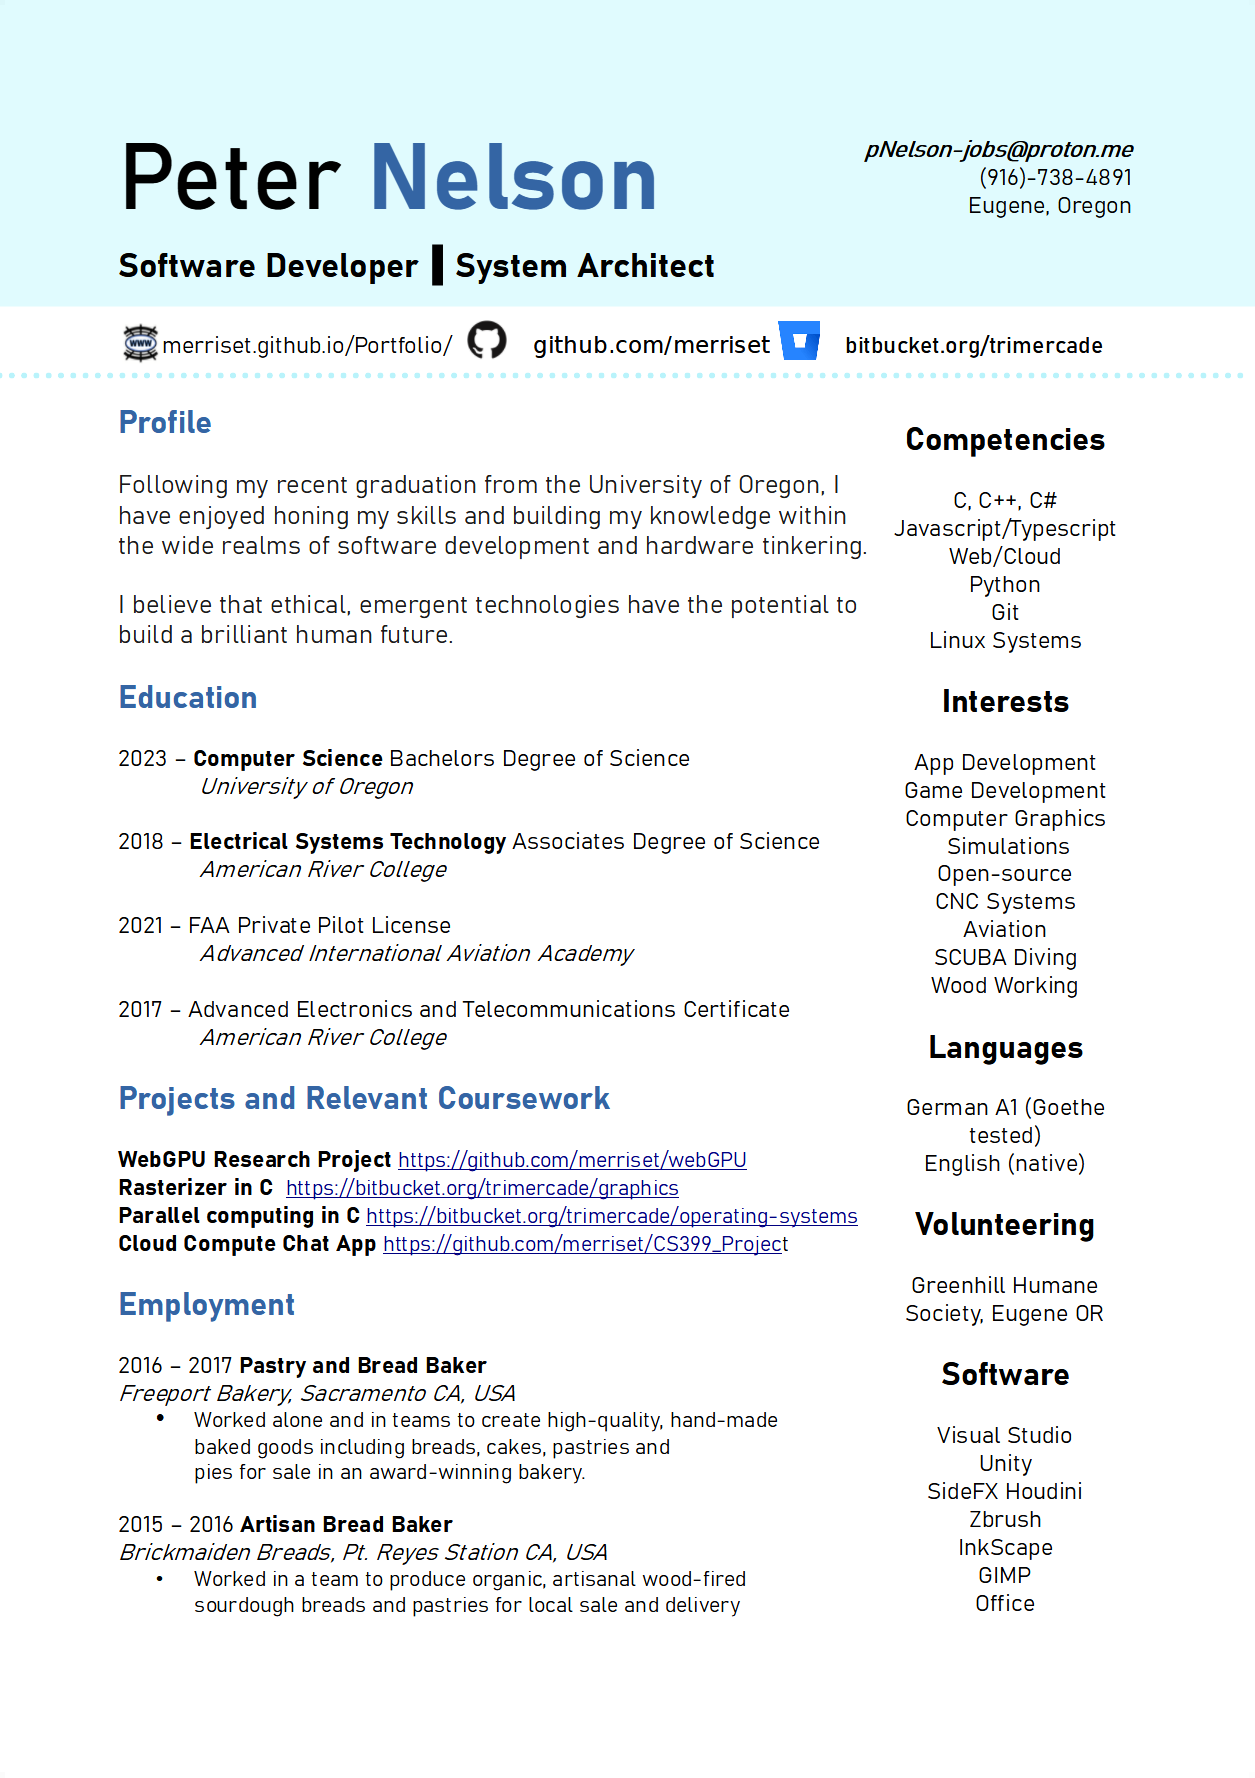 Peter Nelson
Software Developer ▌System Architect
pNelson-jobs@proton.me
(916)-738-4891
Eugene, Oregon
WWW merriset.github.io/Portfolio/ github.com/merriset bitbucket.org/trimercade
Profile
Following my recent graduation from the University of Oregon, I
have enjoyed honing my skills and building my knowledge within
the wide realms of software development and hardware tinkering.
I believe that ethical, emergent technologies have the potential to
build a brilliant human future.
Education
2023 – Computer Science Bachelors Degree of Science
University of Oregon
2018 – Electrical Systems Technology Associates Degree of Science
American River College
2021 – FAA Private Pilot License
Advanced International Aviation Academy
2017 – Advanced Electronics and Telecommunications Certificate
American River College
Projects and Relevant Coursework
WebGPU Research Project https://github.com/merriset/webGPU
Rasterizer in C https://bitbucket.org/trimercade/graphics
Parallel computing in C https://bitbucket.org/trimercade/operating-systems
Cloud Compute Chat App https://github.com/merriset/CS399_Project
Employment
2016 – 2017 Pastry and Bread Baker
Freeport Bakery, Sacramento CA, USA
• Worked alone and in teams to create high-quality, hand-made
baked goods including breads, cakes, pastries and
pies for sale in an award-winning bakery.
2015 – 2016 Artisan Bread Baker
Brickmaiden Breads, Pt. Reyes Station CA, USA
• Worked in a team to produce organic, artisanal wood-fired
sourdough breads and pastries for local sale and delivery
Competencies
C, C++, C#
Javascript/Typescript
Web/Cloud
Python
Git
Linux Systems
Interests
App Development
Game Development
Computer Graphics
Simulations
Open-source
CNC Systems
Aviation
SCUBA Diving
Wood Working
Languages
German A1 (Goethe
tested)
English (native)
Volunteering
Greenhill Humane
Society, Eugene OR
Software
Visual Studio
Unity
SideFX Houdini
Zbrush
InkScape
GIMP
Office